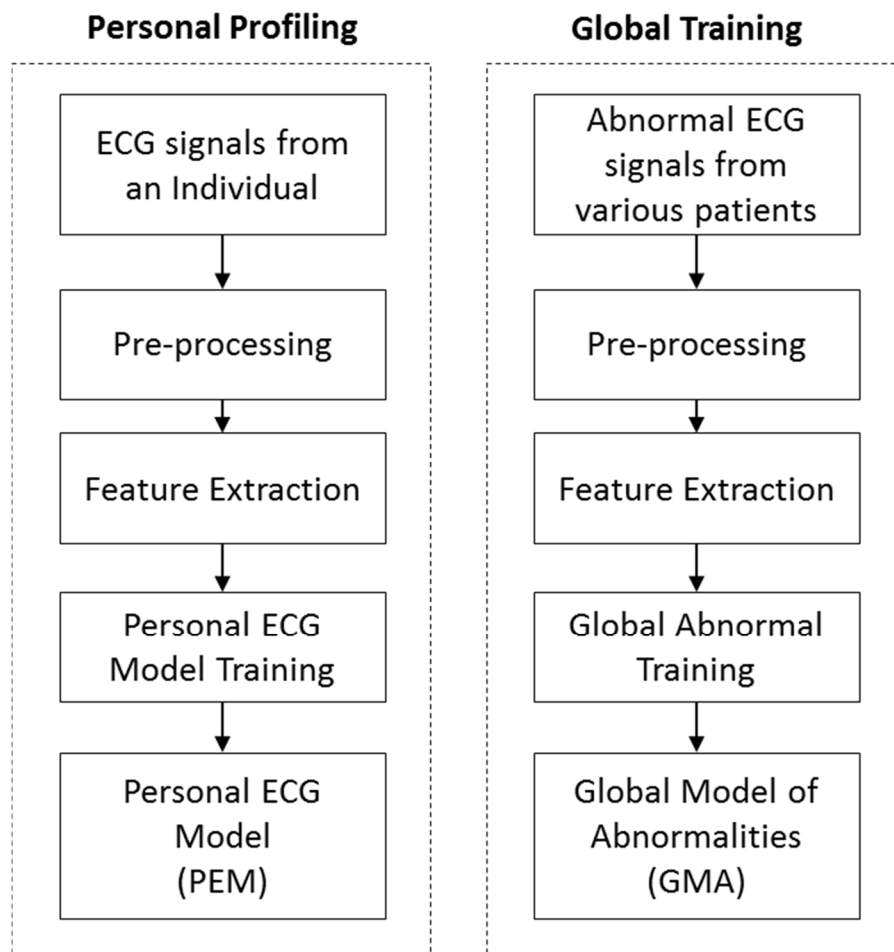 Personal Profiling
ECG signals from
an Individual
Pre-processing
Feature Extraction
Personal ECG
Model Training
Personal ECG
Model
(PEM)
Global Training
Abnormal ECG
signals from
various patients
Pre-processing
Feature Extraction
Global Abnormal
Training
Global Model of
Abnormalities
(GMA)